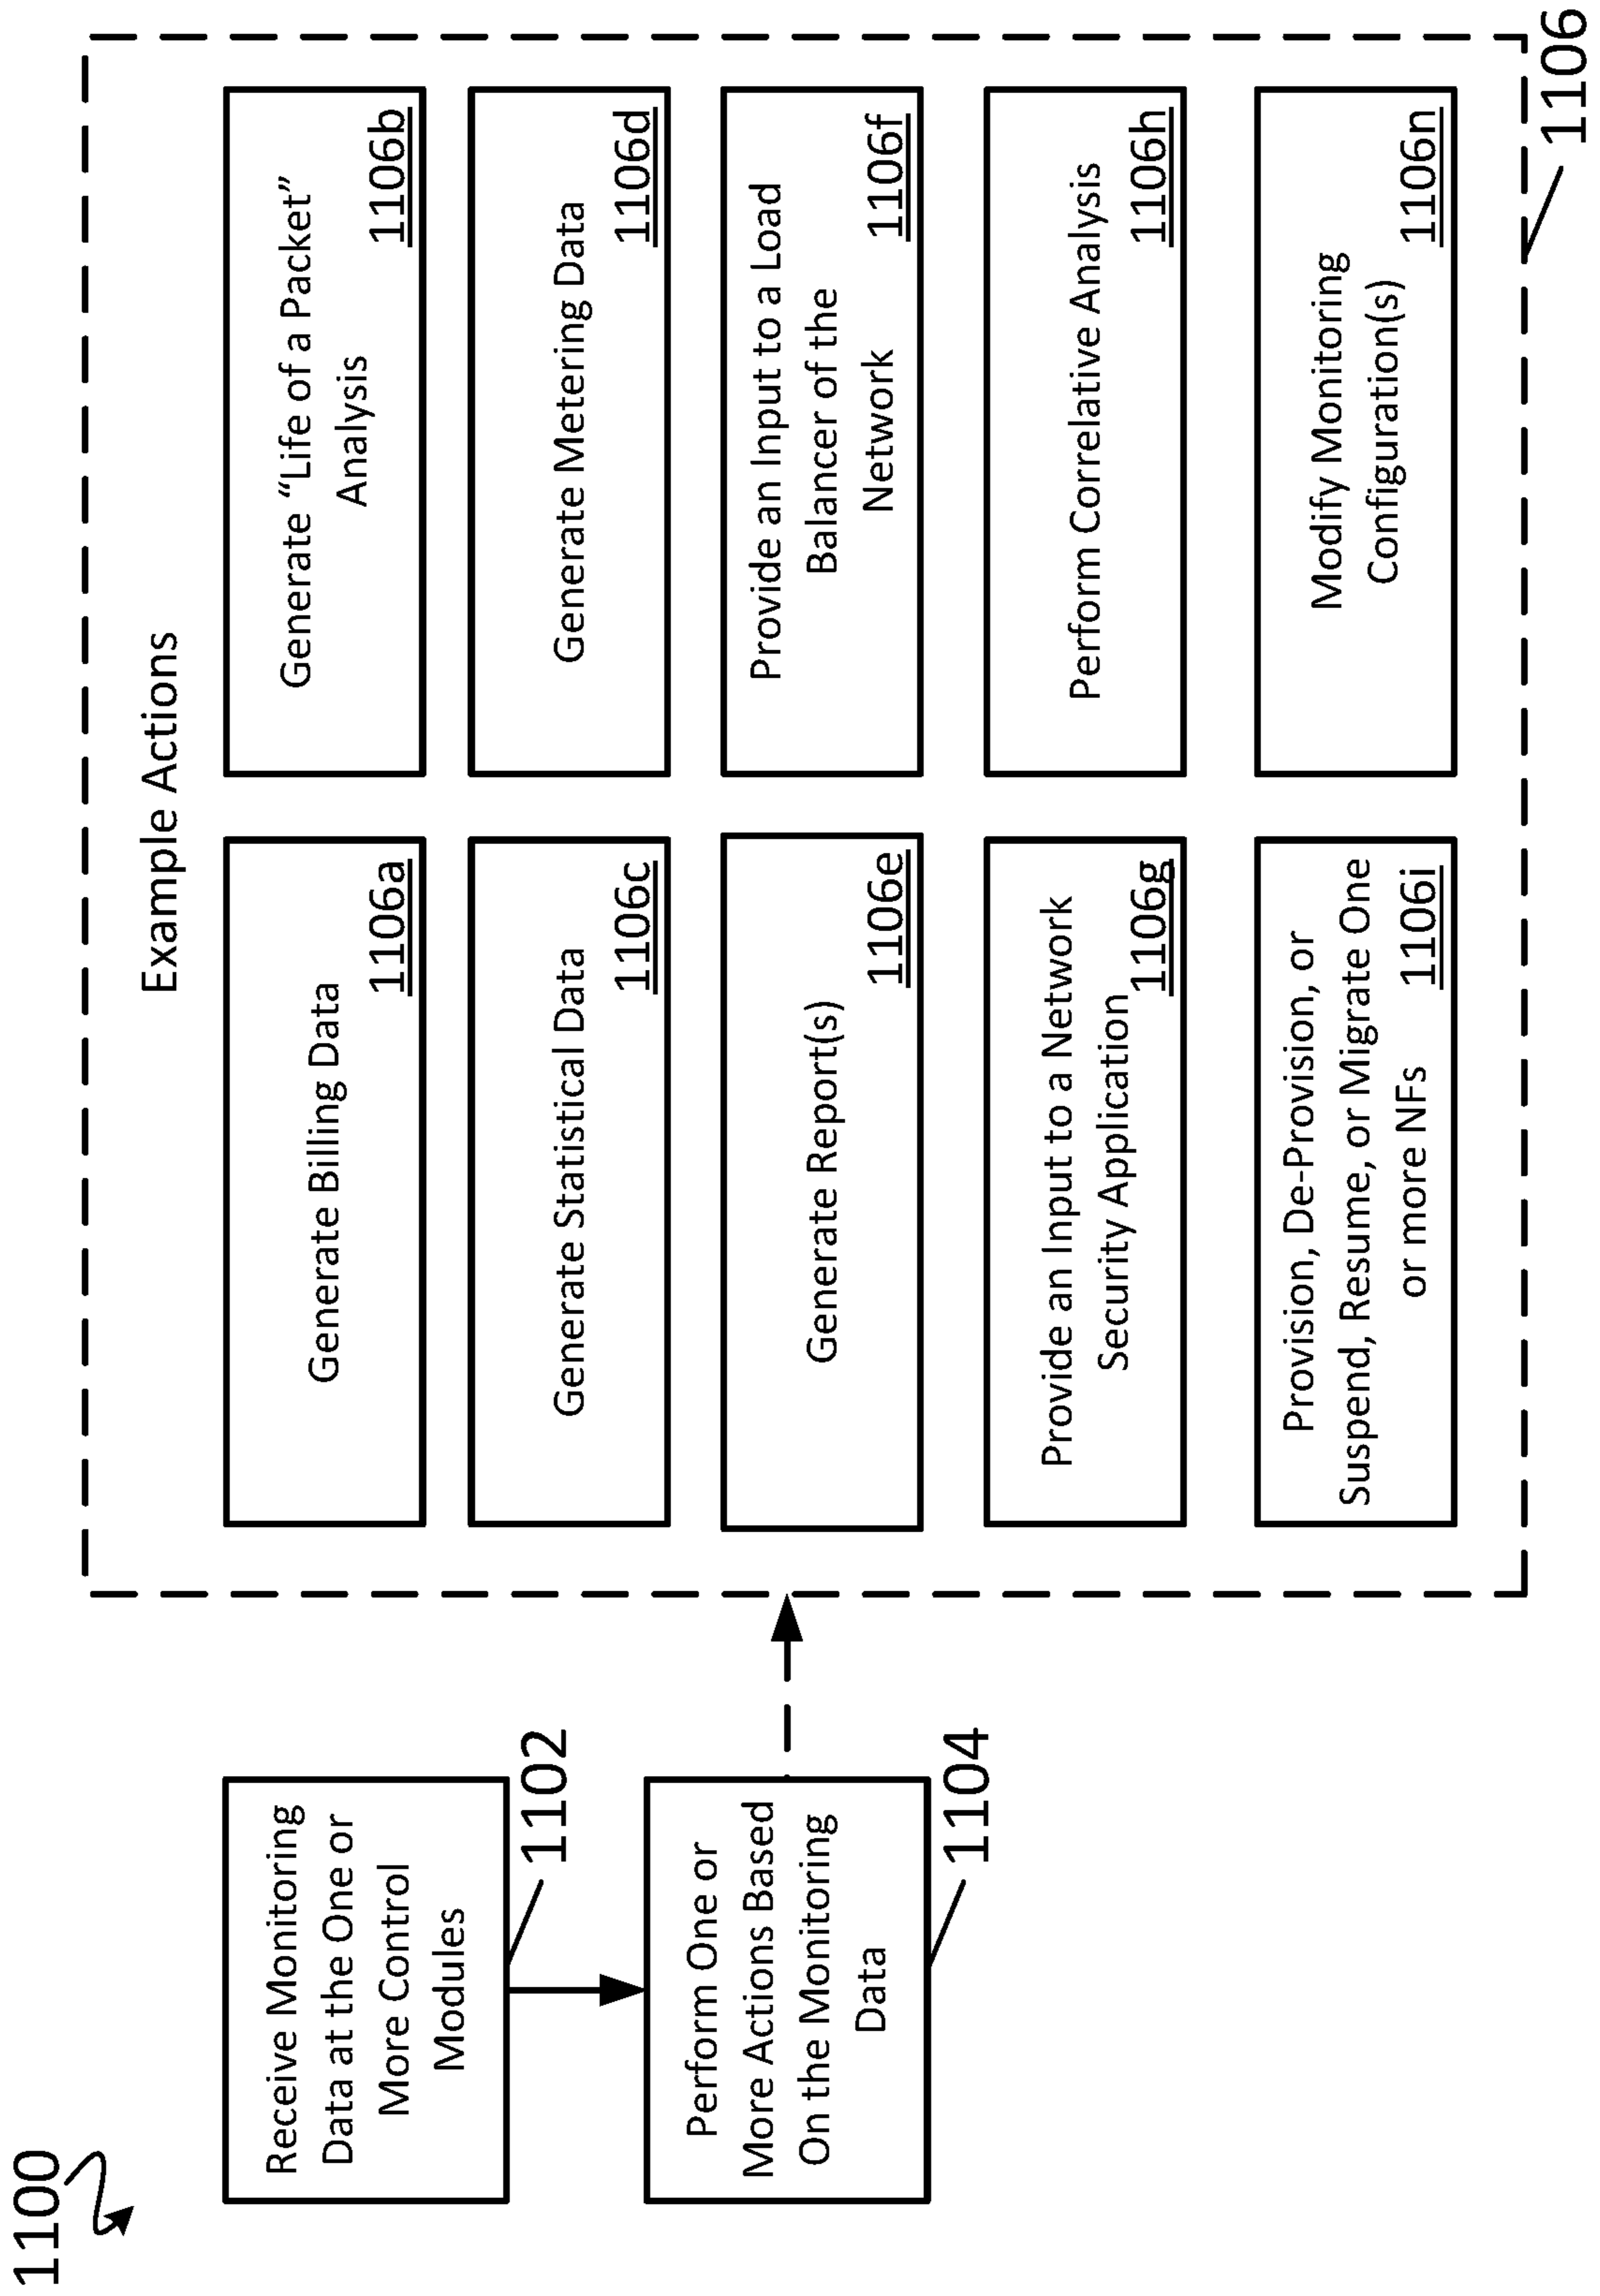 1100
Receive Monitoring
Data at the One or
More Control
Modules
1102
Perform One or
More Actions Based
On the Monitoring
Data
1104
Example Actions
Generate Billing Data
1106a
Generate “Life of a Packet”
Analysis
1106b
Generate Statistical Data
1106c
Generate Metering Data
1106d
Generate Report(s)
1106e
Provide an Input to a Load
Balancer of the
Network
1106f
Provide an Input to a Network
Security Application
1106g
Perform Correlative Analysis
1106h
Provision, De-Provision, or
Suspend, Resume, or Migrate One
or more NFs
1106i
Modify Monitoring
Configuration(s)
1106n
1106